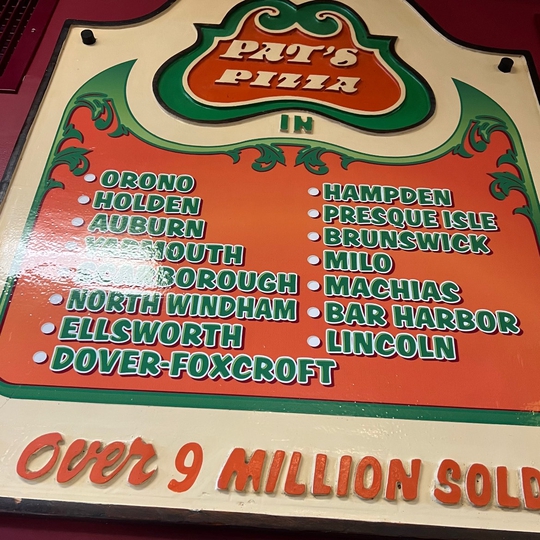 PAT'S
PIZZA
IN
• ORONO
• HOLDEN
• AUBURN
• YARMOUTH
• SCARBOROUGH
• NORTH WINDHAM
• ELLSWORTH
• DOVER-FOXCROFT
• HAMPDEN
• PRESQUE ISLE
• BRUNSWICK
• MILO
• MACHIAS
• BAR HARBOR
• LINCOLN
Over 9 MILLION SOLD